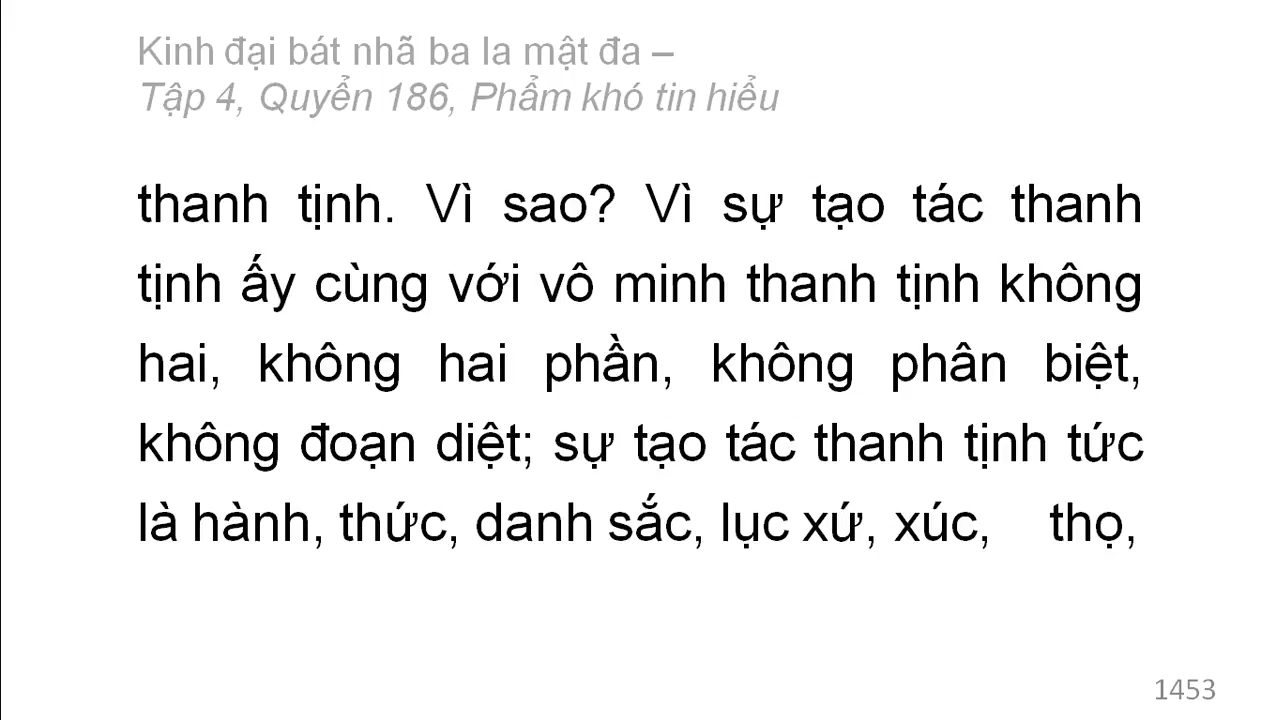 Kinh đại bát nhã ba la mật đa –
Tập 4, Quyển 186, Phẩm khó tin hiểu
thanh tịnh. Vì sao? Vì sự tạo tác thanh
tịnh ấy cùng với vô minh thanh tịnh không
hai, không hai phần, không phân biệt,
không đoạn diệt; sự tạo tác thanh tịnh tức
là hành, thức, danh sắc, lục xứ, xúc, thọ,
1453